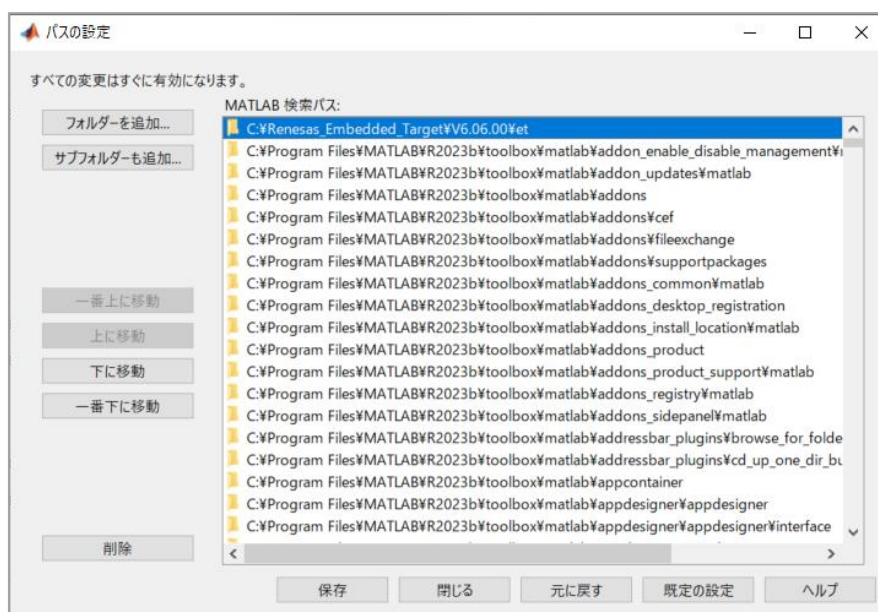 パスの設定
すべての変更はすぐに有効になります。
フォルダーを追加...
サブフォルダーも追加...
一番上に移動
上に移動
下に移動
一番下に移動
削除
MATLAB 検索パス:
C:¥Renesas_Embedded_Target¥V6.06.00¥et
C:¥Program Files¥MATLAB¥R2023b¥toolbox¥matlab¥addon_enable_disable_management¥
C:¥Program Files¥MATLAB¥R2023b¥toolbox¥matlab¥addon_updates¥matlab
C:¥Program Files¥MATLAB¥R2023b¥toolbox¥matlab¥addons
C:¥Program Files¥MATLAB¥R2023b¥toolbox¥matlab¥addons¥cef
C:¥Program Files¥MATLAB¥R2023b¥toolbox¥matlab¥addons¥fileexchange
C:¥Program Files¥MATLAB¥R2023b¥toolbox¥matlab¥addons¥supportpackages
C:¥Program Files¥MATLAB¥R2023b¥toolbox¥matlab¥addons_common¥matlab
C:¥Program Files¥MATLAB¥R2023b¥toolbox¥matlab¥addons_desktop_registration
C:¥Program Files¥MATLAB¥R2023b¥toolbox¥matlab¥addons_install_location¥matlab
C:¥Program Files¥MATLAB¥R2023b¥toolbox¥matlab¥addons_product
C:¥Program Files¥MATLAB¥R2023b¥toolbox¥matlab¥addons_product_support¥matlab
C:¥Program Files¥MATLAB¥R2023b¥toolbox¥matlab¥addons_registry¥matlab
C:¥Program Files¥MATLAB¥R2023b¥toolbox¥matlab¥addons_sidepanel¥matlab
C:¥Program Files¥MATLAB¥R2023b¥toolbox¥matlab¥addressbar_plugins¥browse_for_folde
C:¥Program Files¥MATLAB¥R2023b¥toolbox¥matlab¥addressbar_plugins¥cd_up_one_dir_bu
C:¥Program Files¥MATLAB¥R2023b¥toolbox¥matlab¥appcontainer
C:¥Program Files¥MATLAB¥R2023b¥toolbox¥matlab¥appdesigner¥appdesigner
C:¥Program Files¥MATLAB¥R2023b¥toolbox¥matlab¥appdesigner¥appdesigner¥interface
保存
閉じる
元に戻す
既定の設定
ヘルプ